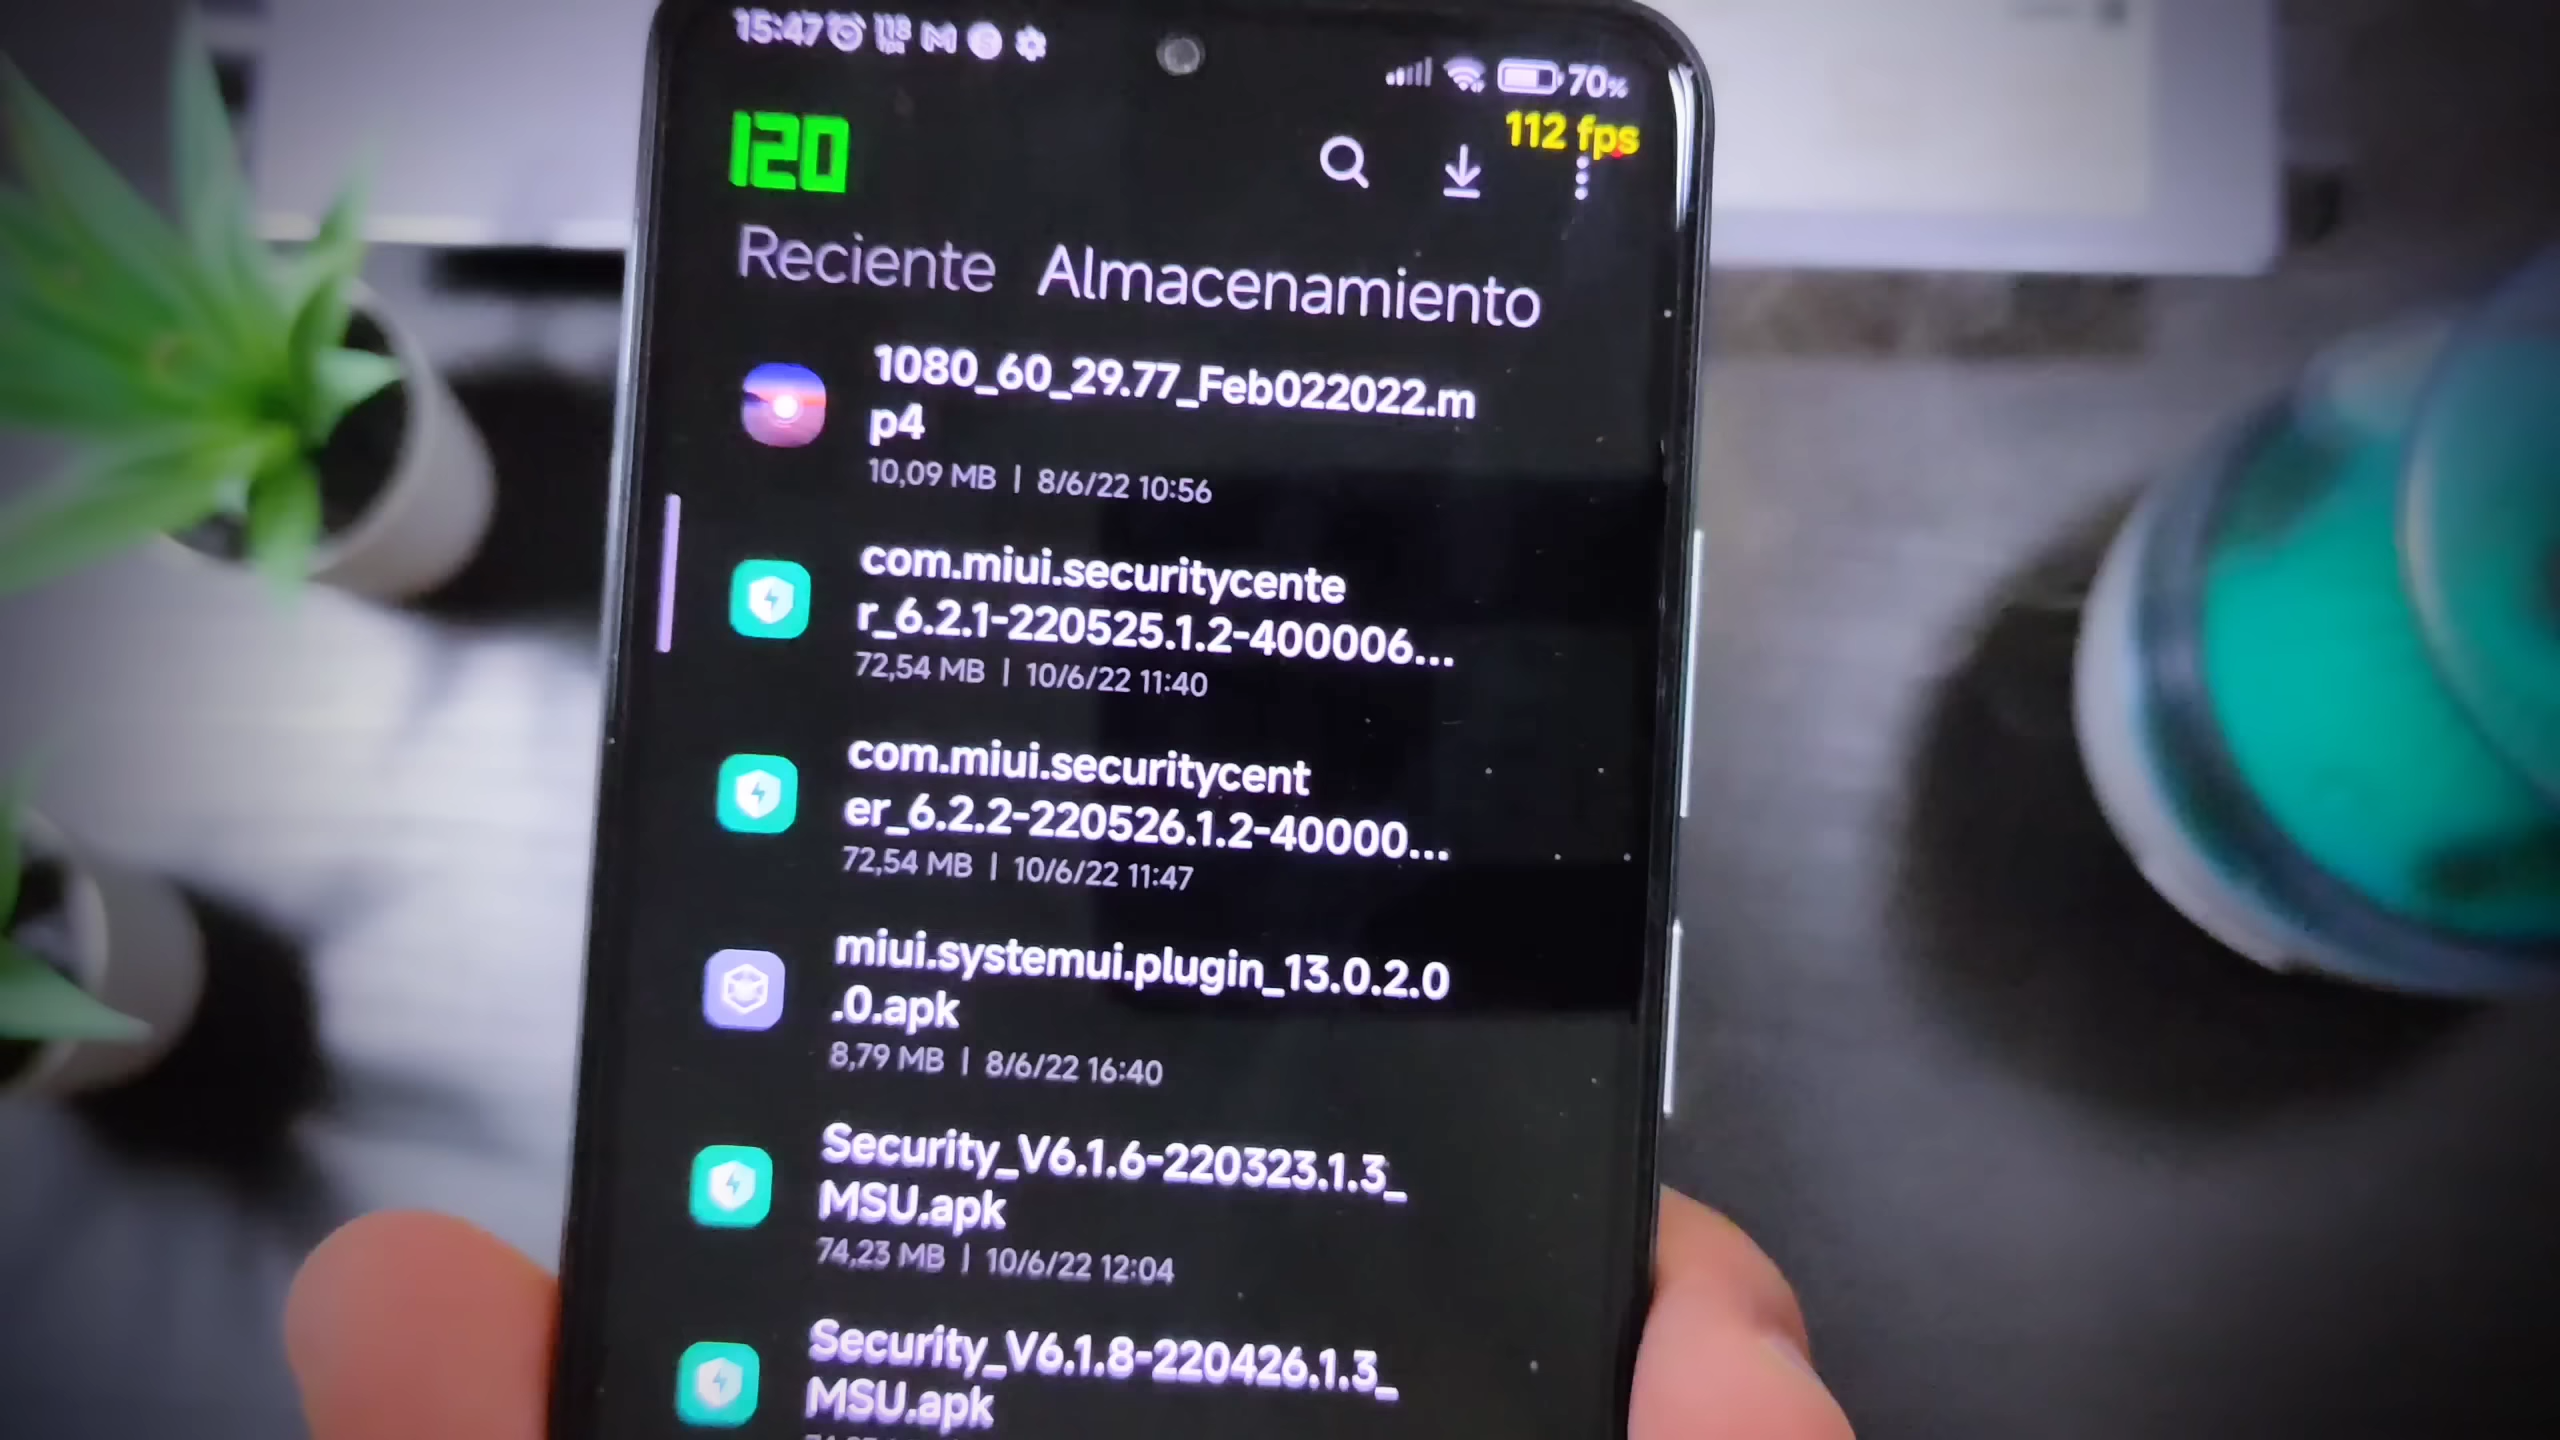 15:47
70%
112 fps
120
Reciente Almacenamiento
1080_60_29.77_Feb022022.m
p4
10,09 MB | 8/6/22 10:56
com.miui.securitycente
r_6.2.1-220525.1.2-400006...
72,54 MB | 10/6/22 11:40
com.miui.securitycent
er_6.2.2-220526.1.2-40000...
72,54 MB | 10/6/22 11:47
miui.systemui.plugin_13.0.2.0
.0.apk
8,79 MB | 8/6/22 16:40
Security_V6.1.6-220323.1.3_
MSU.apk
74,23 MB | 10/6/22 12:04
Security_V6.1.8-220426.1.3_
MSU.apk